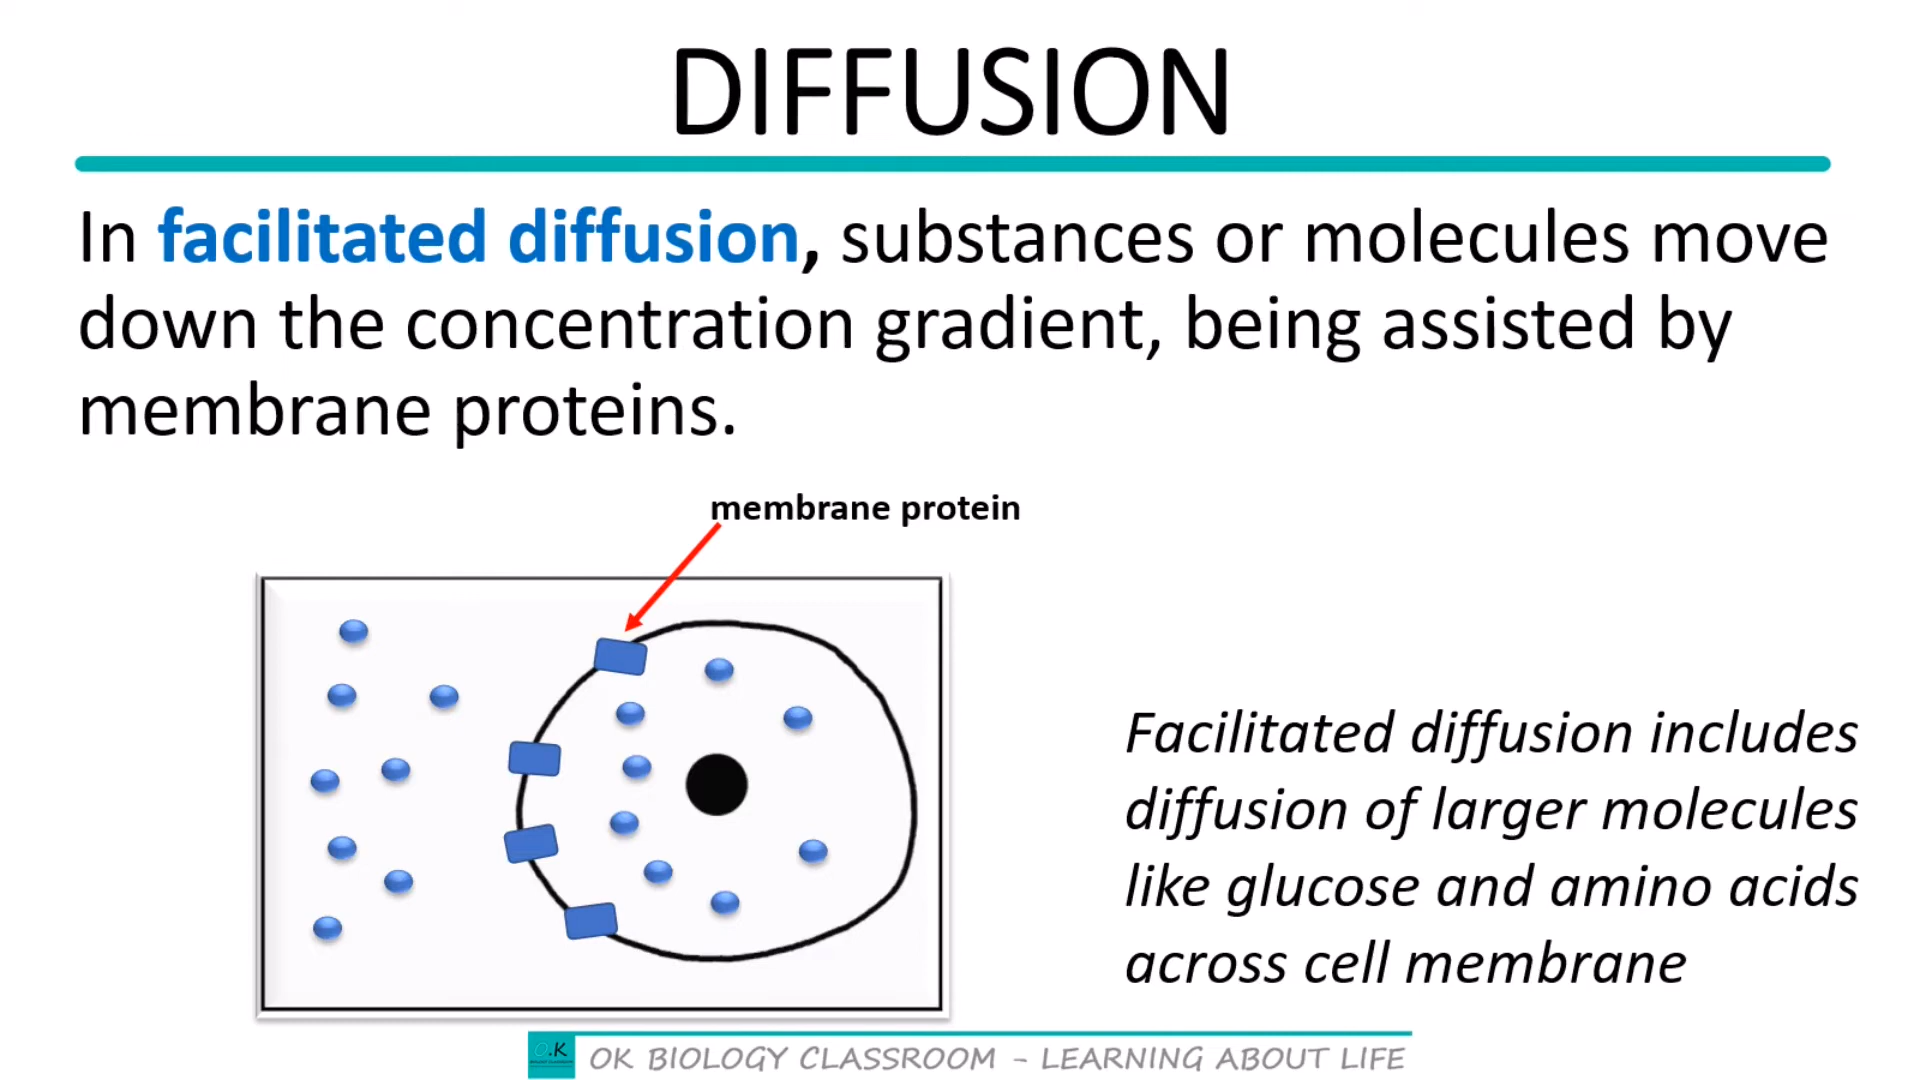 DIFFUSION
In facilitated diffusion, substances or molecules move
down the concentration gradient, being assisted by
membrane proteins.
membrane protein
Facilitated diffusion includes
diffusion of larger molecules
like glucose and amino acids
across cell membrane
O.K
OK BIOLOGY CLASSROOM - LEARNING ABOUT LIFE